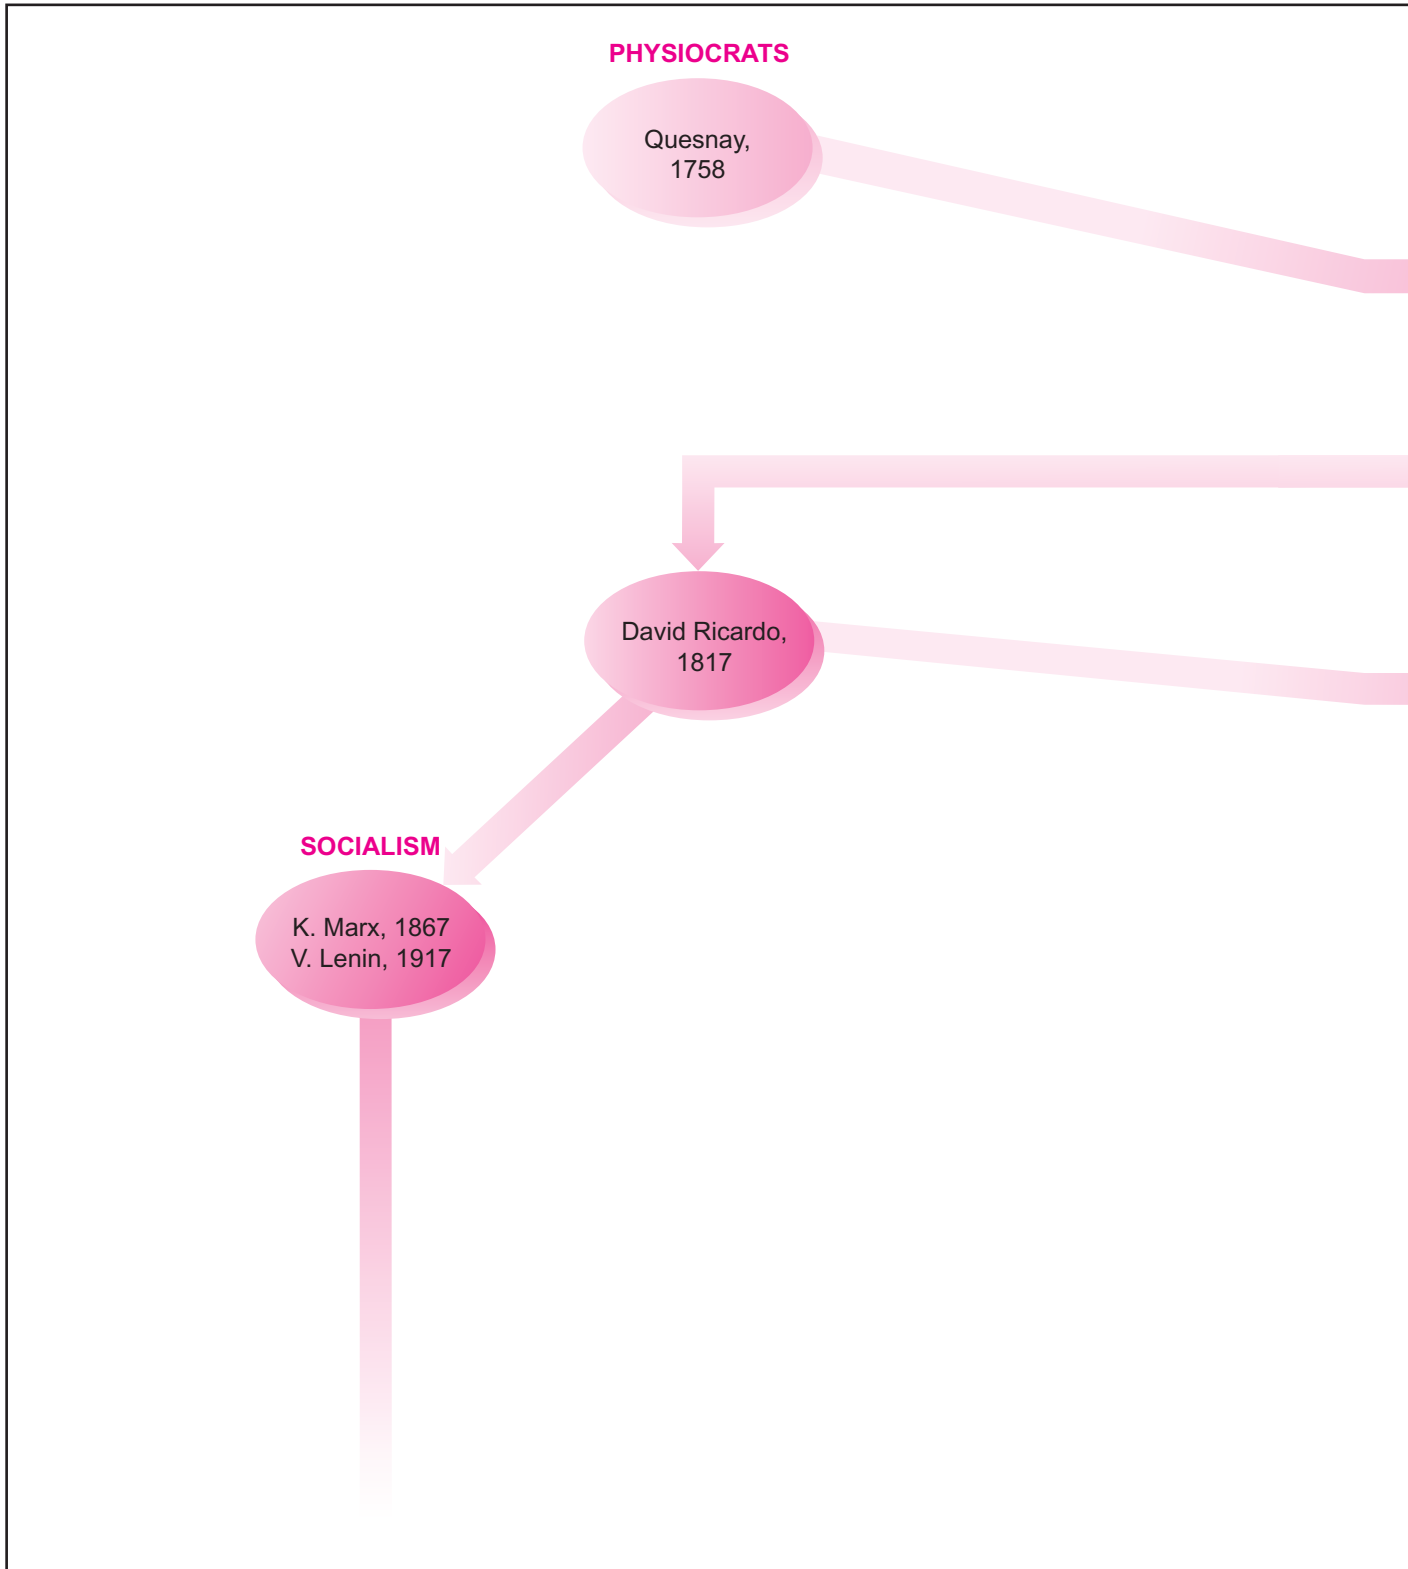 PHYSIOCRATS
Quesnay,
1758
David Ricardo,
1817
SOCIALISM
K. Marx, 1867
V. Lenin, 1917